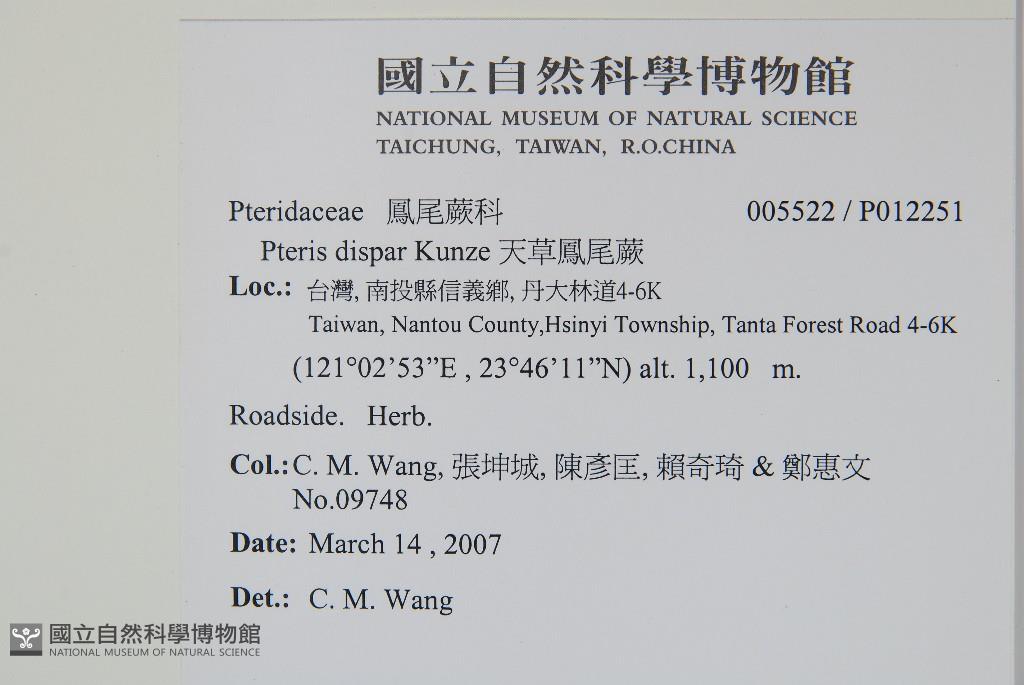 國立自然科學博物館
NATIONAL MUSEUM OF NATURAL SCIENCE
TAICHUNG, TAIWAN, R.O.CHINA
Pteridaceae 鳳尾蕨科 005522 / P012251
Pteris dispar Kunze 天草鳳尾蕨
Loc.: 台灣, 南投縣信義鄉, 丹大林道4-6K
Taiwan, Nantou County,Hsinyi Township, Tanta Forest Road 4-6K
(121°02’53”E , 23°46’11”N) alt. 1,100 m.
Roadside. Herb.
Col.: C. M. Wang, 張坤城, 陳彥匡, 賴奇琦 & 鄭惠文
No.09748
Date: March 14 , 2007
Det.: C. M. Wang
國立自然科學博物館
NATIONAL MUSEUM OF NATURAL SCIENCE